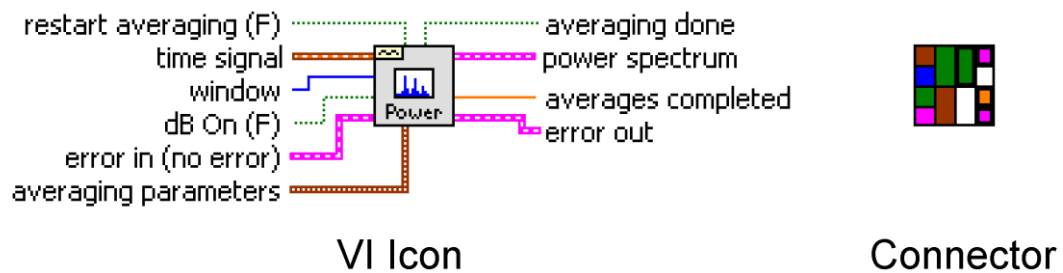 restart averaging (F)
averaging done
time signal
power spectrum
window
averages completed
dB On (F)
error out
error in (no error)
averaging parameters
Power
VI Icon
Connector